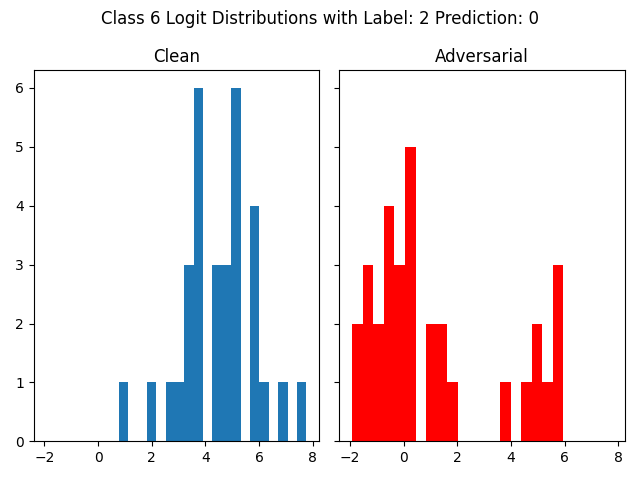 Class 6 Logit Distributions with Label: 2 Prediction: 0
Clean
Adversarial
6
5
4
3
2
1
0
−2 0 2 4 6 8
−2 0 2 4 6 8